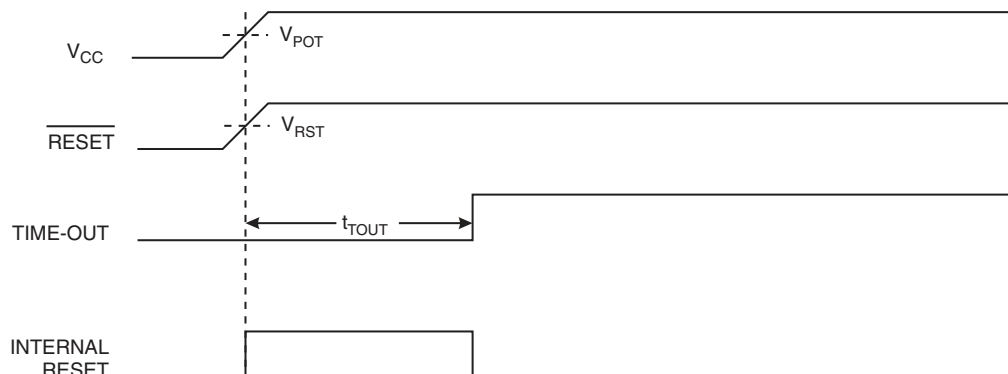 V_CC
V_POT
RESET
V_RST
TIME-OUT
t_TOUT
INTERNAL
RESET